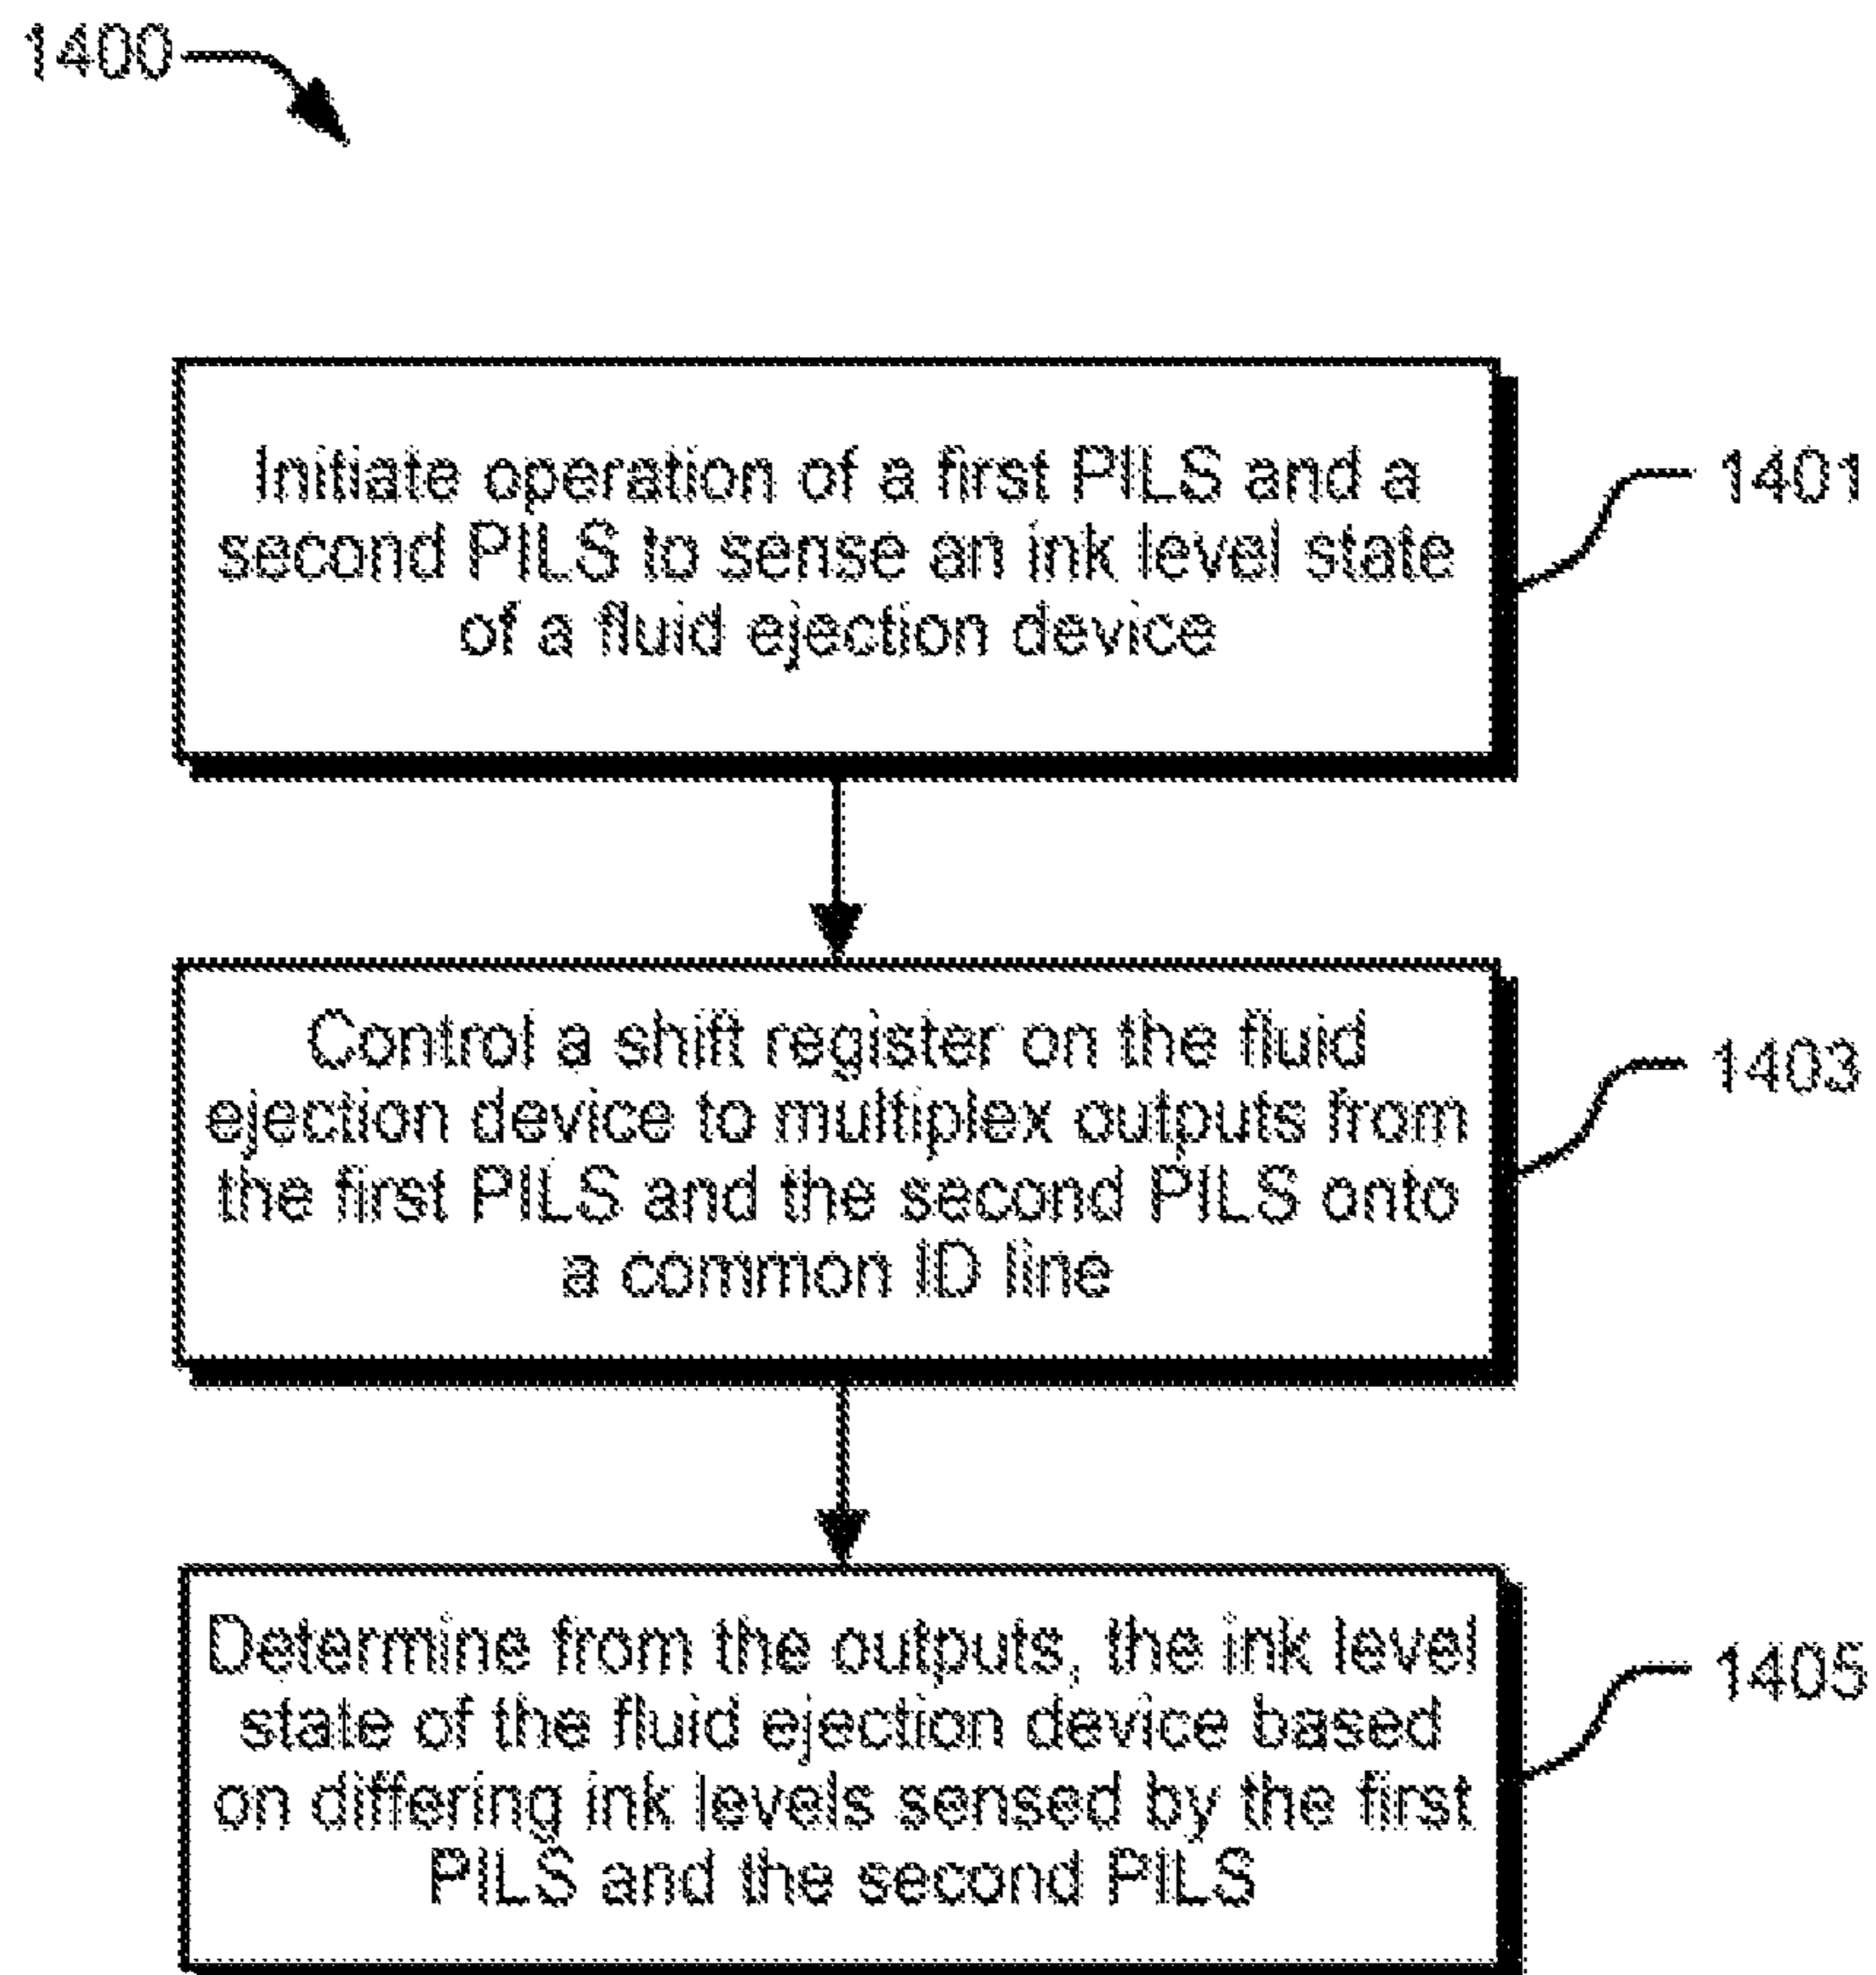 1400
Initiate operation of a first PILS and a
second PILS to sense an ink level state
of a fluid ejection device
1401
Control a shift register on the fluid
ejection device to multiplex outputs from
the first PILS and the second PILS onto
a common ID line
1403
Determine from the outputs, the ink level
state of the fluid ejection device based
on differing ink levels sensed by the first
PILS and the second PILS
1405